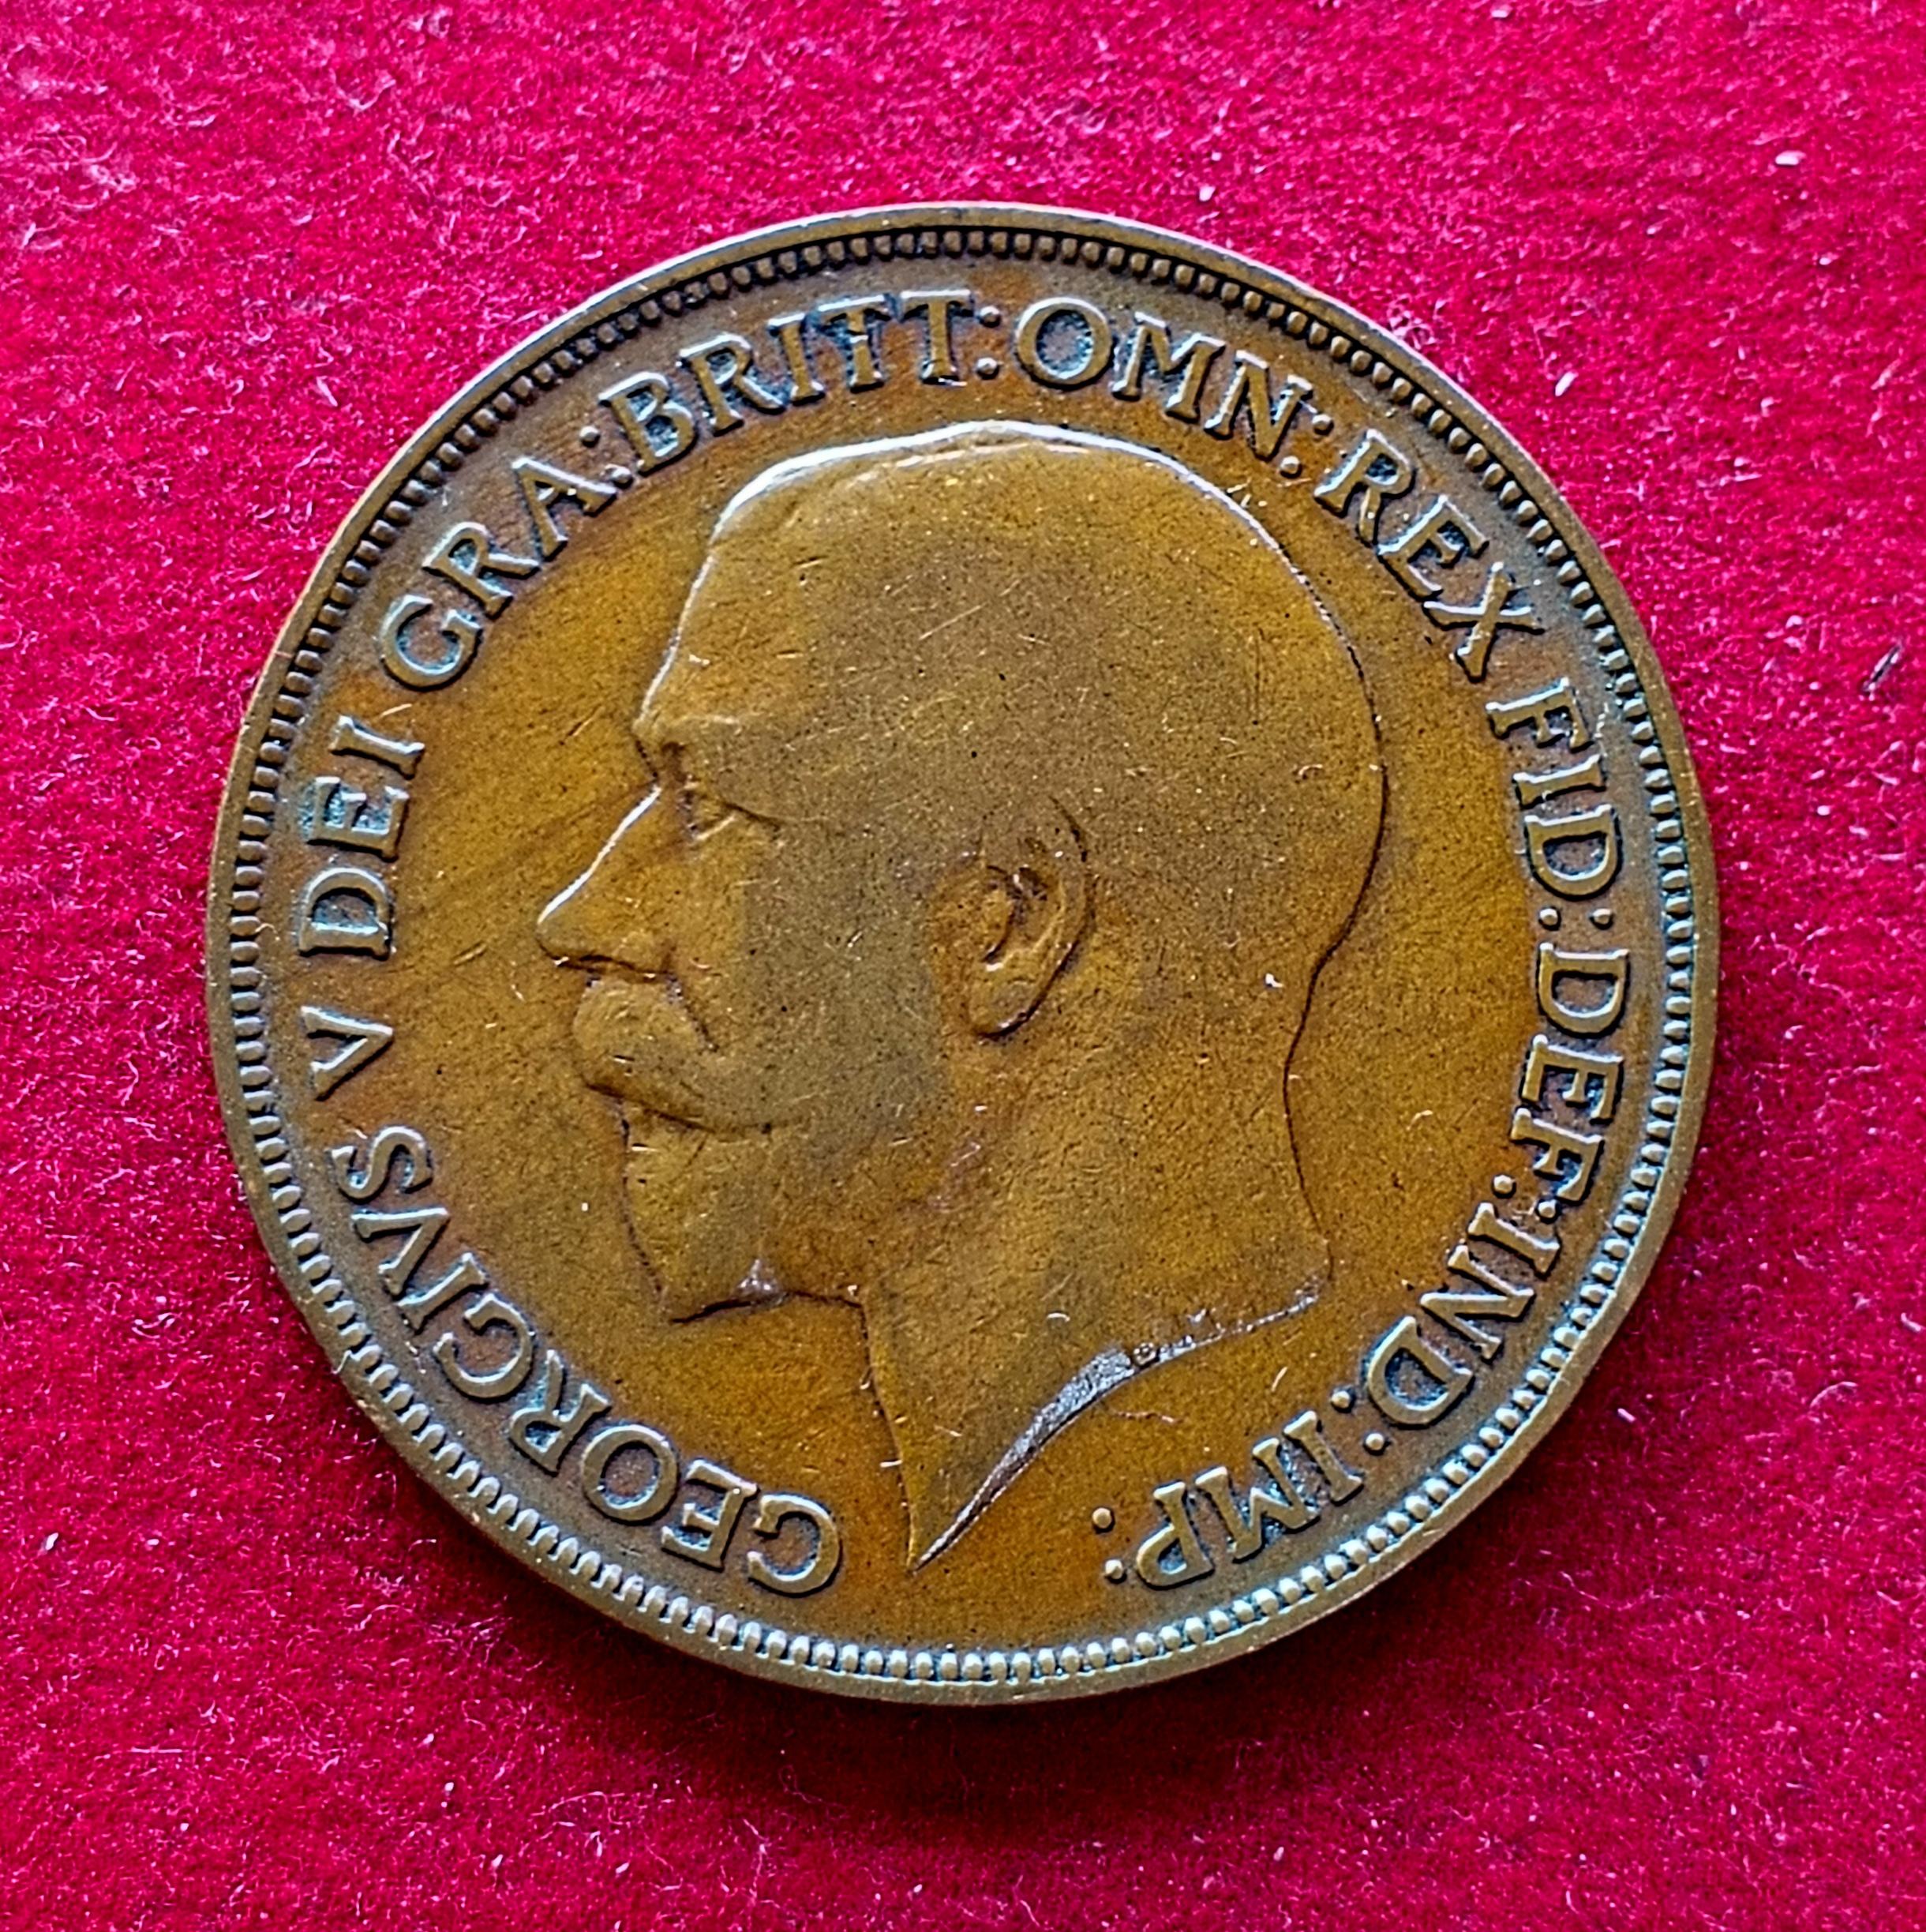 GEORGIVS V DEI GRA:BRITT:OMN:REX FID:DEF:IND:IMP: